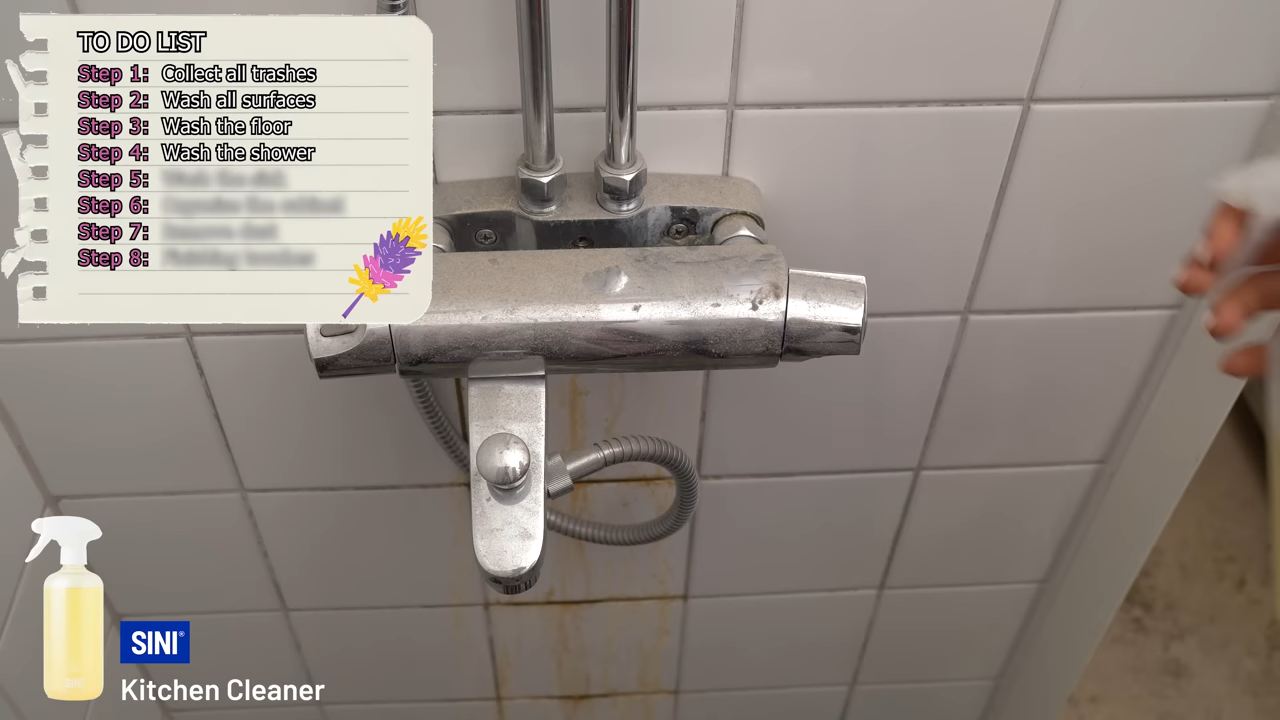 TO DO LIST
Step 1: Collect all trashes
Step 2: Wash all surfaces
Step 3: Wash the floor
Step 4: Wash the shower
Step 5:
Step 6:
Step 7:
Step 8:
SINI®
Kitchen Cleaner